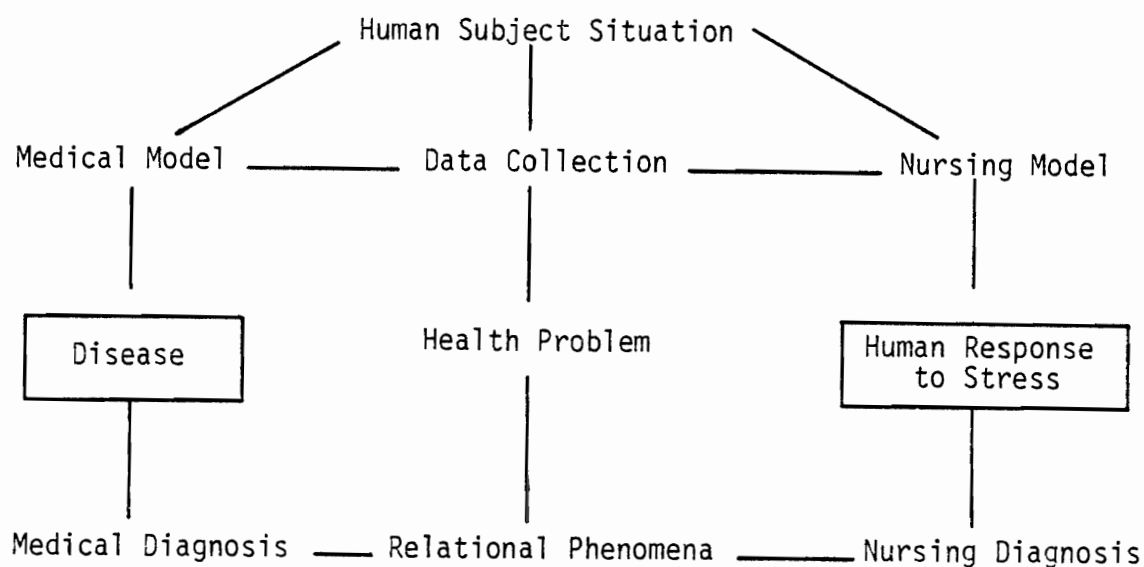 Human Subject Situation
Medical Model
Data Collection
Nursing Model
Disease
Health Problem
Human Response
to Stress
Medical Diagnosis
Relational Phenomena
Nursing Diagnosis